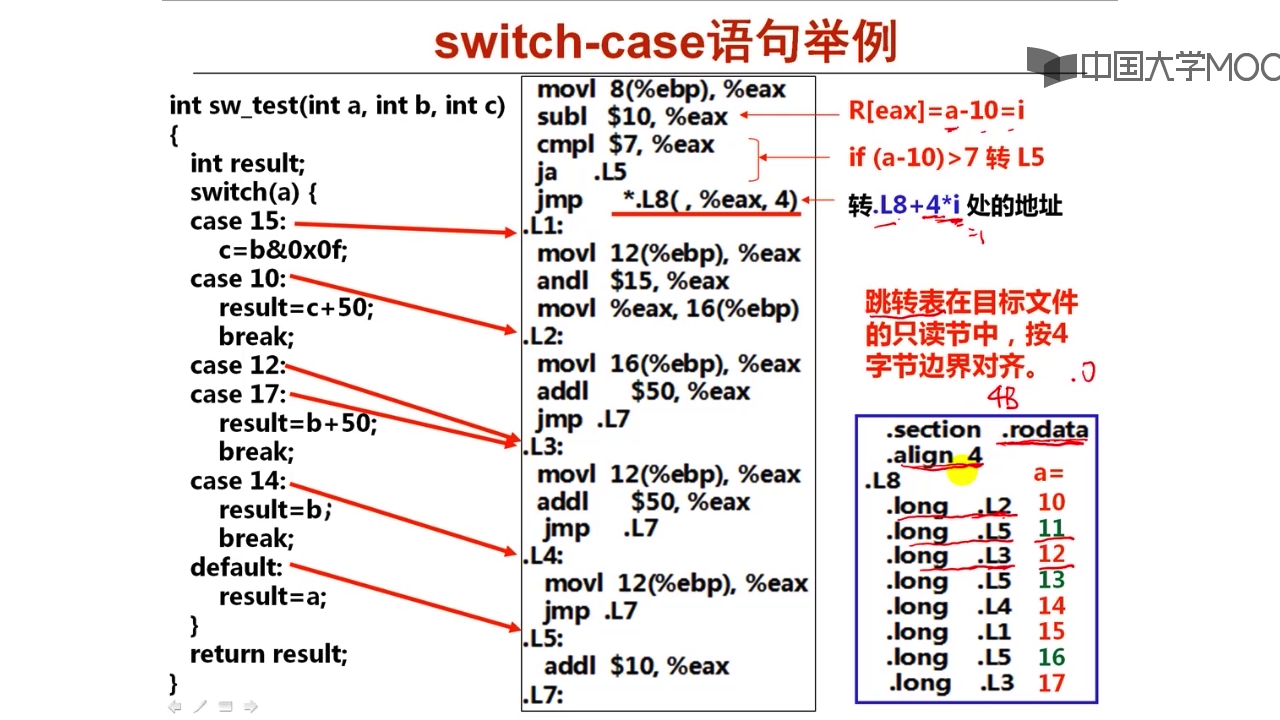 switch-case语句举例
中国大学MOO
int sw_test(int a, int b, int c)
{
int result;
switch(a) {
case 15:
c=b&0x0f;
case 10:
result=c+50;
break;
case 12:
case 17:
result=b+50;
break;
case 14:
result=b;
break;
default:
result=a;
}
return result;
}
movl 8(%ebp), %eax
subl $10, %eax
cmpl $7, %eax
ja .L5
jmp *.L8( , %eax, 4)
.L1:
movl 12(%ebp), %eax
andl $15, %eax
movl %eax, 16(%ebp)
.L2:
movl 16(%ebp), %eax
addl $50, %eax
jmp .L7
.L3:
movl 12(%ebp), %eax
addl $50, %eax
jmp .L7
.L4:
movl 12(%ebp), %eax
jmp .L7
.L5:
addl $10, %eax
.L7:
R[eax]=a-10=i
if (a-10)>7 转 L5
转.L8+4*i 处的地址
=1
跳转表在目标文件
的只读节中，按4
字节边界对齐。
.0
4B
.section .rodata
.align 4
.L8 a=
.long .L2 10
.long .L5 11
.long .L3 12
.long .L5 13
.long .L4 14
.long .L1 15
.long .L5 16
.long .L3 17